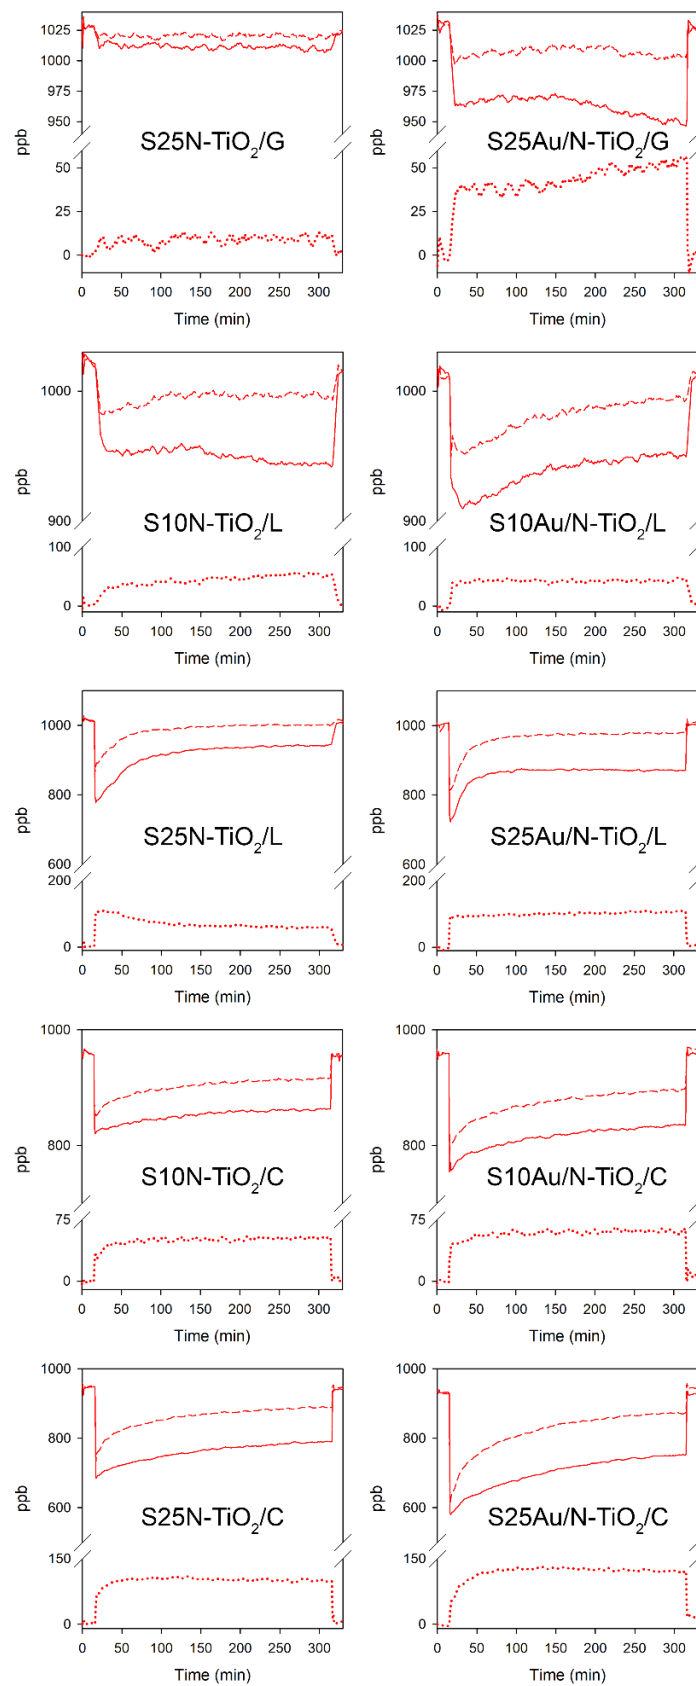 1025
1000
975
950
ppb
S25N-TiO₂/G
50
25
0
0 50 100 150 200 250 300
Time (min)
1025
1000
975
950
ppb
S25Au/N-TiO₂/G
50
25
0
0 50 100 150 200 250 300
Time (min)
1000
ppb
900
S10N-TiO₂/L
100
0
0 50 100 150 200 250 300
Time (min)
1000
ppb
900
S10Au/N-TiO₂/L
100
0
0 50 100 150 200 250 300
Time (min)
1000
800
ppb
S25N-TiO₂/L
600
200
0
0 50 100 150 200 250 300
Time (min)
1000
800
ppb
S25Au/N-TiO₂/L
600
200
0
0 50 100 150 200 250 300
Time (min)
1000
800
ppb
S10N-TiO₂/C
75
0
0 50 100 150 200 250 300
Time (min)
1000
800
ppb
S10Au/N-TiO₂/C
75
0
0 50 100 150 200 250 300
Time (min)
1000
800
600
ppb
S25N-TiO₂/C
150
0
0 50 100 150 200 250 300
Time (min)
1000
800
600
ppb
S25Au/N-TiO₂/C
150
0
0 50 100 150 200 250 300
Time (min)